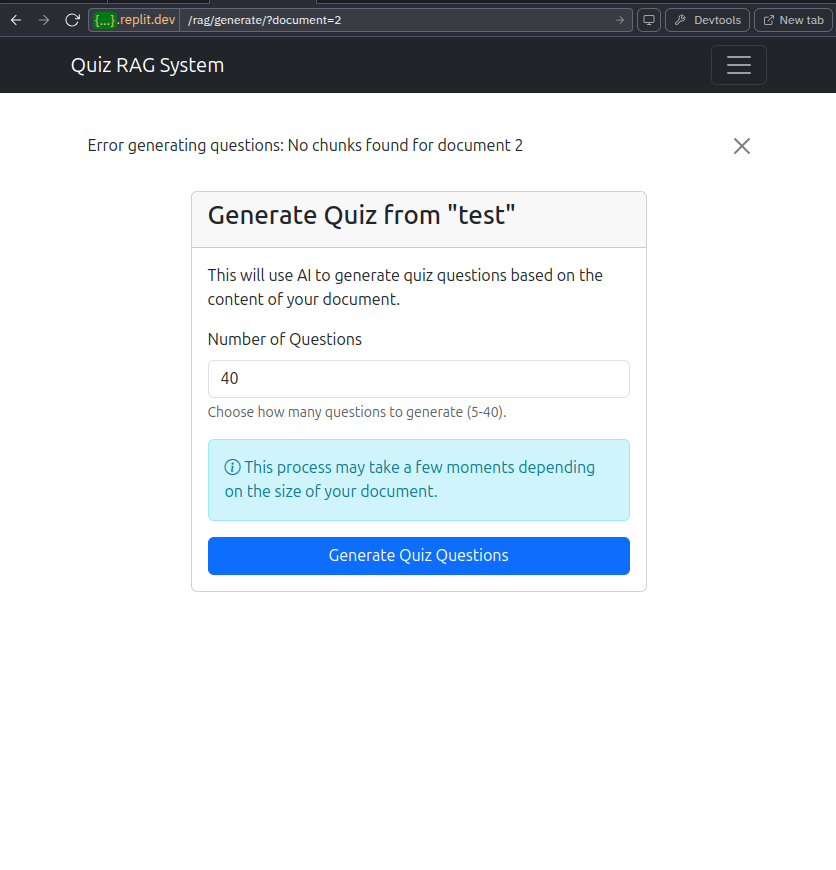 {...}.replit.dev /rag/generate/?document=2 Devtools New tab
Quiz RAG System
Error generating questions: No chunks found for document 2
Generate Quiz from "test"
This will use AI to generate quiz questions based on the
content of your document.
Number of Questions
40
Choose how many questions to generate (5-40).
This process may take a few moments depending
on the size of your document.
Generate Quiz Questions